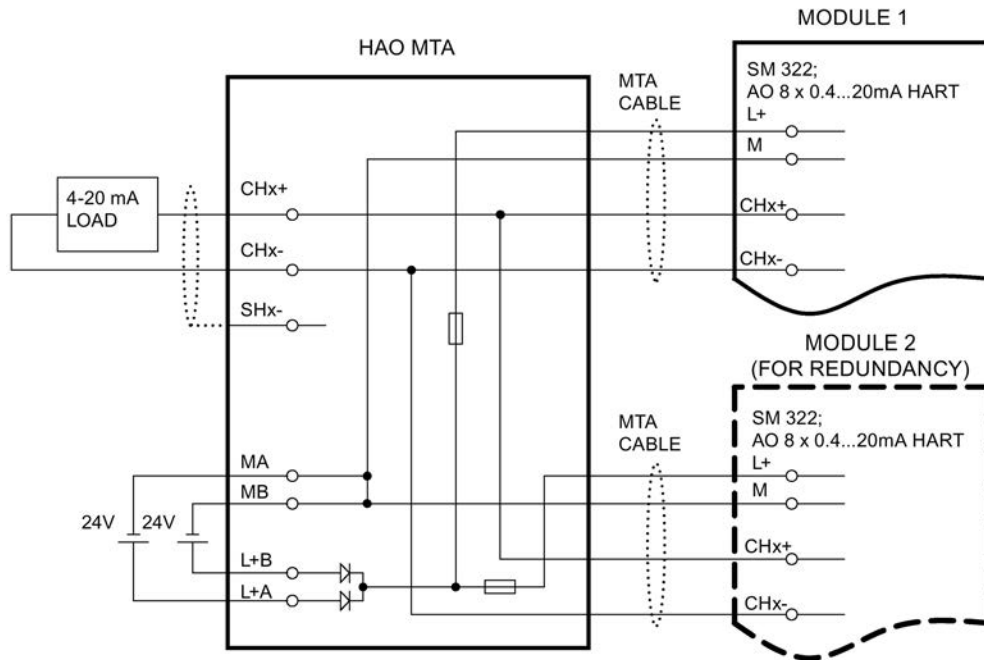 MODULE 1
HAO MTA
SM 322;
AO 8 x 0.4...20mA HART
MTA
CABLE
L+
M
4-20 mA
LOAD
CHx+
CHx+
CHx-
CHx-
SHx-
MODULE 2
(FOR REDUNDANCY)
SM 322;
AO 8 x 0.4...20mA HART
MTA
CABLE
L+
MA
M
MB
24V
24V
CHx+
L+B
L+A
CHx-